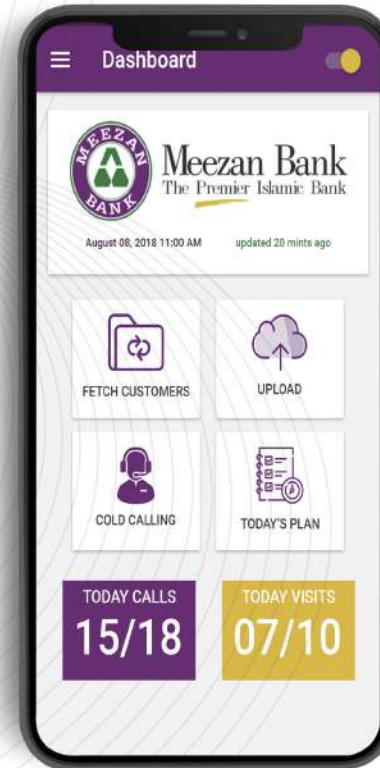 Dashboard
MEEZAN BANK
Meezan Bank
The Premier Islamic Bank
August 08, 2018 11:00 AM updated 20 mints ago
FETCH CUSTOMERS UPLOAD
COLD CALLING TODAY'S PLAN
TODAY CALLS TODAY VISITS
15/18 07/10